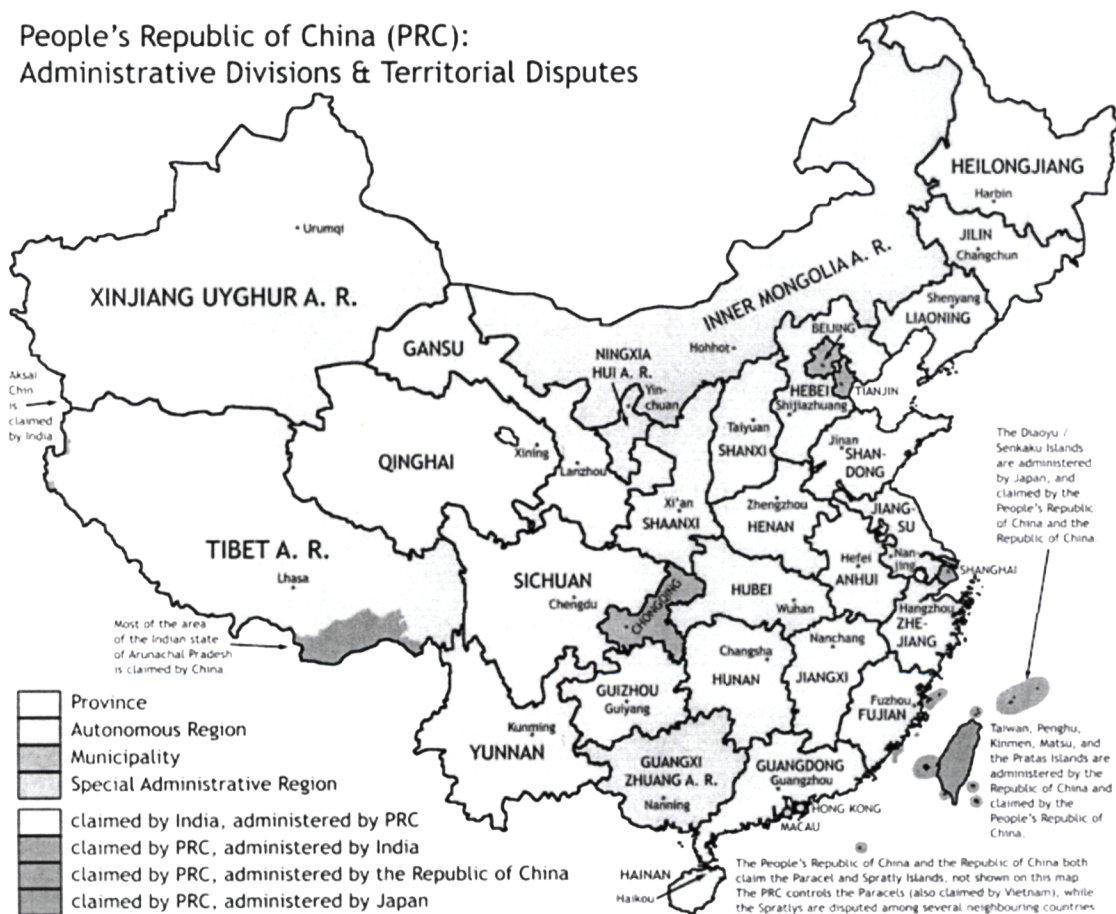 People's Republic of China (PRC):
Administrative Divisions & Territorial Disputes
HEILONGJIANG
Harbin
JILIN
Changchun
Urumqi
XINJIANG UYGHUR A. R.
INNER MONGOLIA A. R.
Hohhot
Shenyang
LIAONING
BEIJING
GANSU
NINGXIA
HUI A. R.
Yin-
chuan
HEBEI
Shijiazhuang
TIANJIN
Aksai
Chin
is
claimed
by India.
Taiyuan
SHANXI
Jinan
SHAN-
DONG
QINGHAI
Xining
Lanzhou
The Diaoyu /
Senkaku Islands
are administered
by Japan, and
claimed by the
People's Republic
of China and the
Republic of China
Xi'an
SHAANXI
Zhengzhou
HENAN
JIANG-
SU
Nan-
jing
Hefei
ANHUI
SHANGHAI
TIBET A. R.
Lhasa
SICHUAN
Chengdu
CHONGQING
HUBEI
Wuhan
Hangzhou
ZHE-
JIANG
Most of the area
of the Indian state
of Arunachal Pradesh
is claimed by China
Changsha
HUNAN
Nanchang
JIANGXI
GUIZHOU
Guiyang
Fuzhou
FUJIAN
Kunming
YUNNAN
GUANGXI
ZHUANG A. R.
Nanning
GUANGDONG
Guangzhou
HONG KONG
MACAU
Taiwan, Penghu,
Kinmen, Matsu, and
the Pratas Islands are
administered by the
Republic of China and
claimed by the
People's Republic of
China.
Province
Autonomous Region
Municipality
Special Administrative Region
claimed by India, administered by PRC
claimed by PRC, administered by India
claimed by PRC, administered by the Republic of China
claimed by PRC, administered by Japan
HAINAN
Haikou
The People's Republic of China and the Republic of China both
claim the Paracel and Spratly Islands, not shown on this map
The PRC controls the Paracels (also claimed by Vietnam), while
the Spratlys are disputed among several neighbouring countries